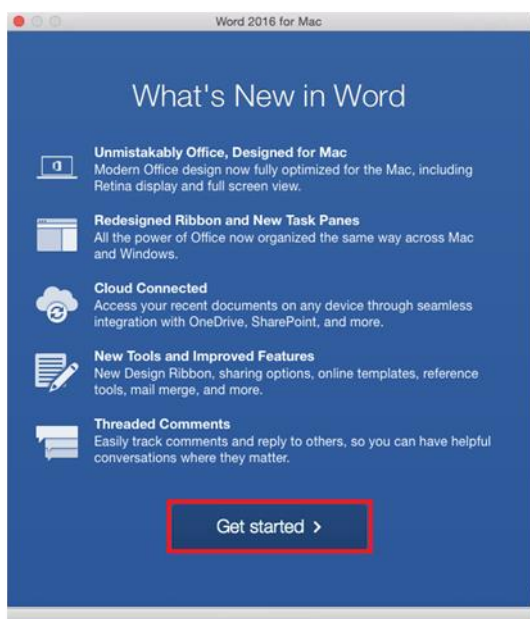 Word 2016 for Mac
What's New in Word
Unmistakably Office, Designed for Mac
Modern Office design now fully optimized for the Mac, including
Retina display and full screen view.
Redesigned Ribbon and New Task Panes
All the power of Office now organized the same way across Mac
and Windows.
Cloud Connected
Access your recent documents on any device through seamless
integration with OneDrive, SharePoint, and more.
New Tools and Improved Features
New Design Ribbon, sharing options, online templates, reference
tools, mail merge, and more.
Threaded Comments
Easily track comments and reply to others, so you can have helpful
conversations where they matter.
Get started >